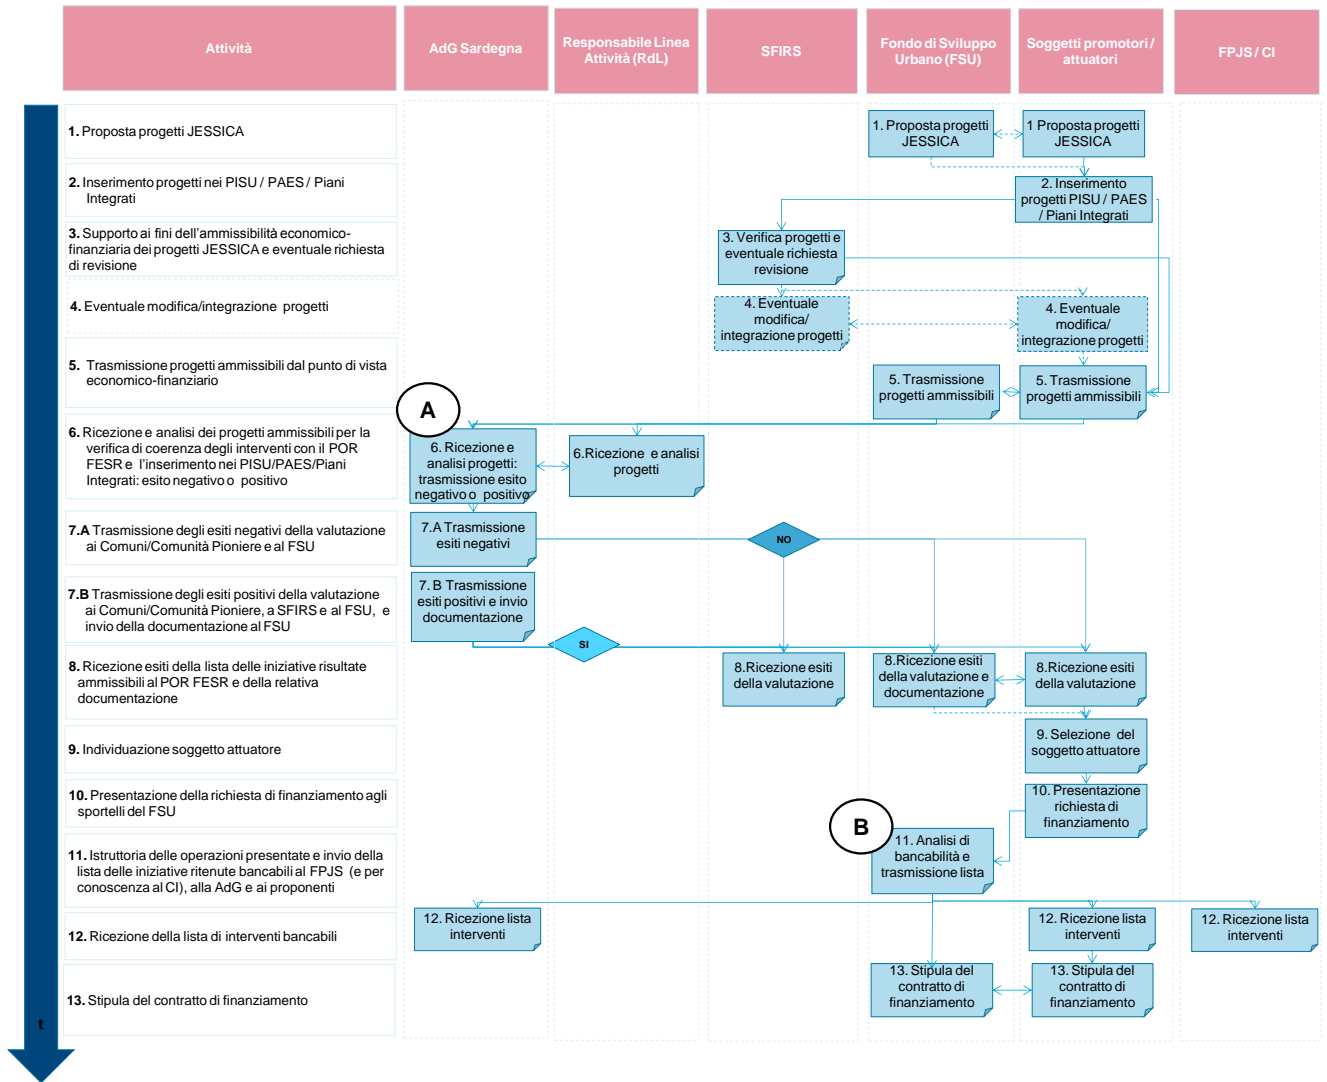 Attività
AdG Sardegna
Responsabile Linea
Attività (RdL)
SFIRS
Fondo di Sviluppo
Urbano (FSU)
Soggetti promotori /
attuatori
FPJS / CI
1. Proposta progetti JESSICA
1. Proposta progetti
JESSICA
1 Proposta progetti
JESSICA
2. Inserimento progetti nei PISU / PAES / Piani
Integrati
2. Inserimento
progetti PISU / PAES
/ Piani Integrati
3. Supporto ai fini dell'ammissibilità economico-
finanziaria dei progetti JESSICA e eventuale richiesta
di revisione
3. Verifica progetti e
eventuale richiesta
revisione
4. Eventuale modifica/integrazione progetti
4. Eventuale
modifica/
integrazione progetti
4. Eventuale
modifica/
integrazione progetti
5. Trasmissione progetti ammissibili dal punto di vista
economico-finanziario
5. Trasmissione
progetti ammissibili
5. Trasmissione
progetti ammissibili
A
6. Ricezione e analisi dei progetti ammissibili per la
verifica di coerenza degli interventi con il POR
FESR e l'inserimento nei PISU/PAES/Piani
Integrati: esito negativo o positivo
6. Ricezione e
analisi progetti:
trasmissione esito
negativo o positivo
6.Ricezione e analisi
progetti
7.A Trasmissione degli esiti negativi della valutazione
ai Comuni/Comunità Pioniere e al FSU
7.A Trasmissione
esiti negativi
NO
7.B Trasmissione degli esiti positivi della valutazione
ai Comuni/Comunità Pioniere, a SFIRS e al FSU, e
invio della documentazione al FSU
7. B Trasmissione
esiti positivi e invio
documentazione
SI
8. Ricezione esiti della lista delle iniziative risultate
ammissibili al POR FESR e della relativa
documentazione
8.Ricezione esiti
della valutazione
8.Ricezione esiti
della valutazione e
documentazione
8.Ricezione esiti
della valutazione
9. Individuazione soggetto attuatore
9. Selezione del
soggetto attuatore
10. Presentazione della richiesta di finanziamento agli
sportelli del FSU
10. Presentazione
richiesta di
finanziamento
B
11. Istruttoria delle operazioni presentate e invio della
lista delle iniziative ritenute bancabili al FPJS (e per
conoscenza al CI), alla AdG e ai proponenti
11. Analisi di
bancabilità e
trasmissione lista
12. Ricezione della lista di interventi bancabili
12. Ricezione lista
interventi
12. Ricezione lista
interventi
12. Ricezione lista
interventi
13. Stipula del contratto di finanziamento
13. Stipula del
contratto di
finanziamento
13. Stipula del
contratto di
finanziamento
t